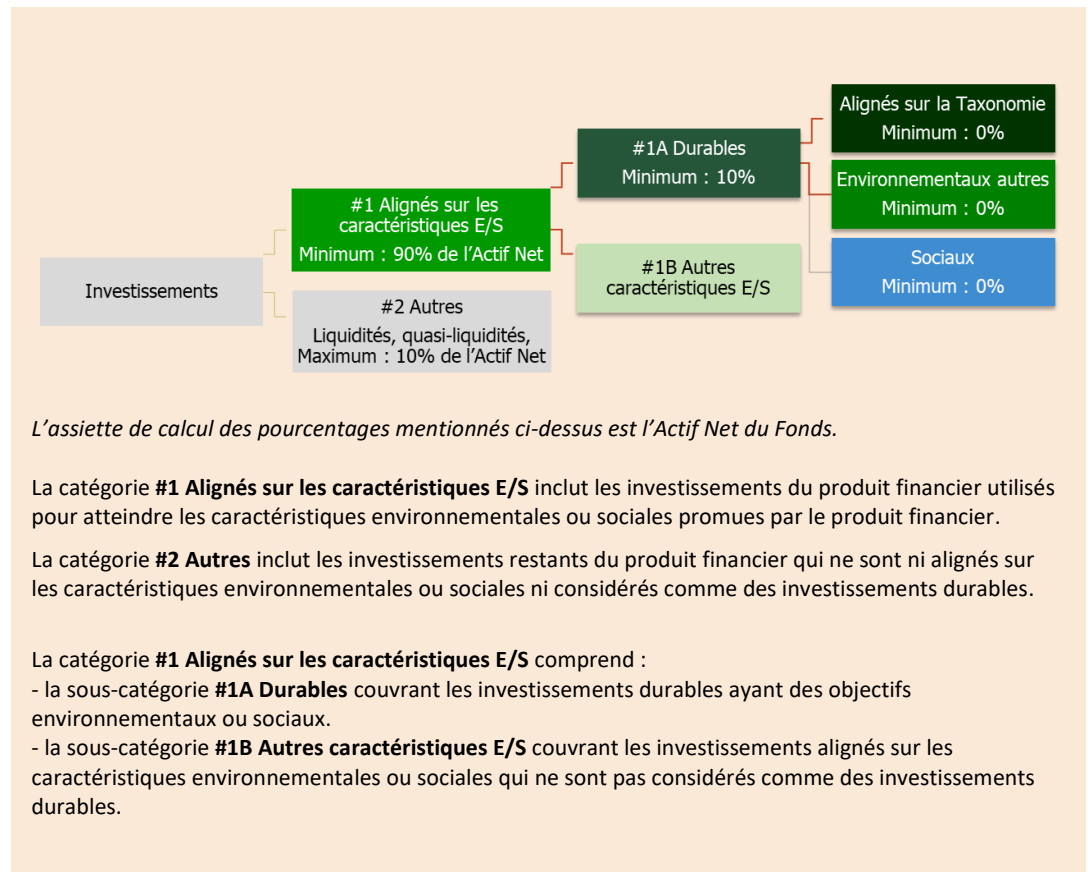 Investissements
#1 Alignés sur les
caractéristiques E/S
Minimum : 90% de l’Actif Net
#2 Autres
Liquidités, quasi-liquidités,
Maximum : 10% de l’Actif Net
#1A Durables
Minimum : 10%
#1B Autres
caractéristiques E/S
Alignés sur la Taxonomie
Minimum : 0%
Environnementaux autres
Minimum : 0%
Sociaux
Minimum : 0%
L’assiette de calcul des pourcentages mentionnés ci-dessus est l’Actif Net du Fonds.
La catégorie #1 Alignés sur les caractéristiques E/S inclut les investissements du produit financier utilisés
pour atteindre les caractéristiques environnementales ou sociales promues par le produit financier.
La catégorie #2 Autres inclut les investissements restants du produit financier qui ne sont ni alignés sur
les caractéristiques environnementales ou sociales ni considérés comme des investissements durables.
La catégorie #1 Alignés sur les caractéristiques E/S comprend :
- la sous-catégorie #1A Durables couvrant les investissements durables ayant des objectifs
environnementaux ou sociaux.
- la sous-catégorie #1B Autres caractéristiques E/S couvrant les investissements alignés sur les
caractéristiques environnementales ou sociales qui ne sont pas considérés comme des investissements
durables.